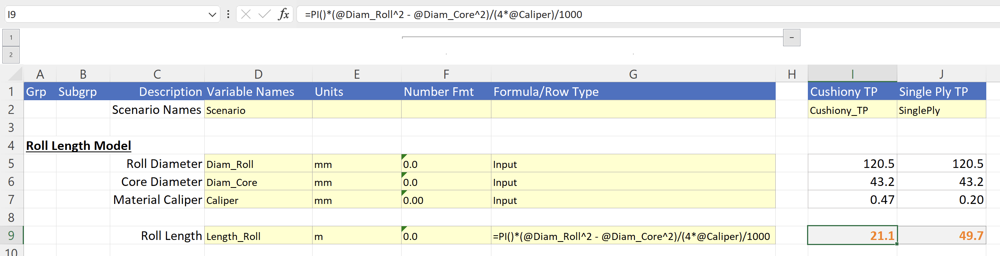 I9 fx =PI()*(@Diam_Roll^2 - @Diam_Core^2)/(4*@Caliper)/1000
1
2
A B C D E F G H I J
1 Grp Subgrp Description Variable Names Units Number Fmt Formula/Row Type Cushiony TP Single Ply TP
2 Scenario Names Scenario Cushiony_TP SinglePly
3
4 Roll Length Model
5 Roll Diameter Diam_Roll mm 0.0 Input 120.5 120.5
6 Core Diameter Diam_Core mm 0.0 Input 43.2 43.2
7 Material Caliper Caliper mm 0.00 Input 0.47 0.20
8
9 Roll Length Length_Roll m 0.0 =PI()*(@Diam_Roll^2 - @Diam_Core^2)/(4*@Caliper)/1000 21.1 49.7
10